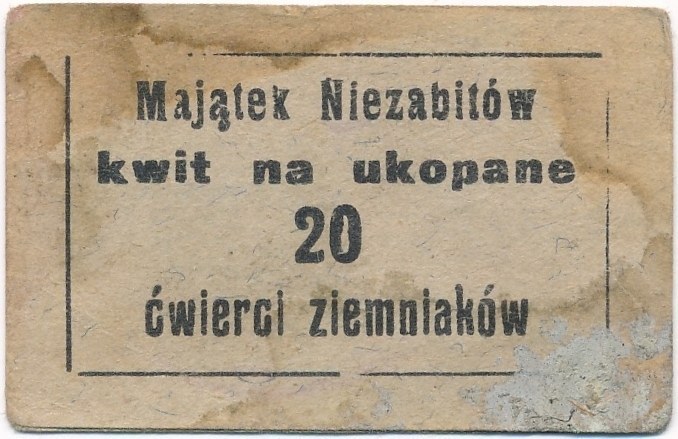 Majątek Niezabitów
kwit na ukopane
20
ćwierci ziemniaków